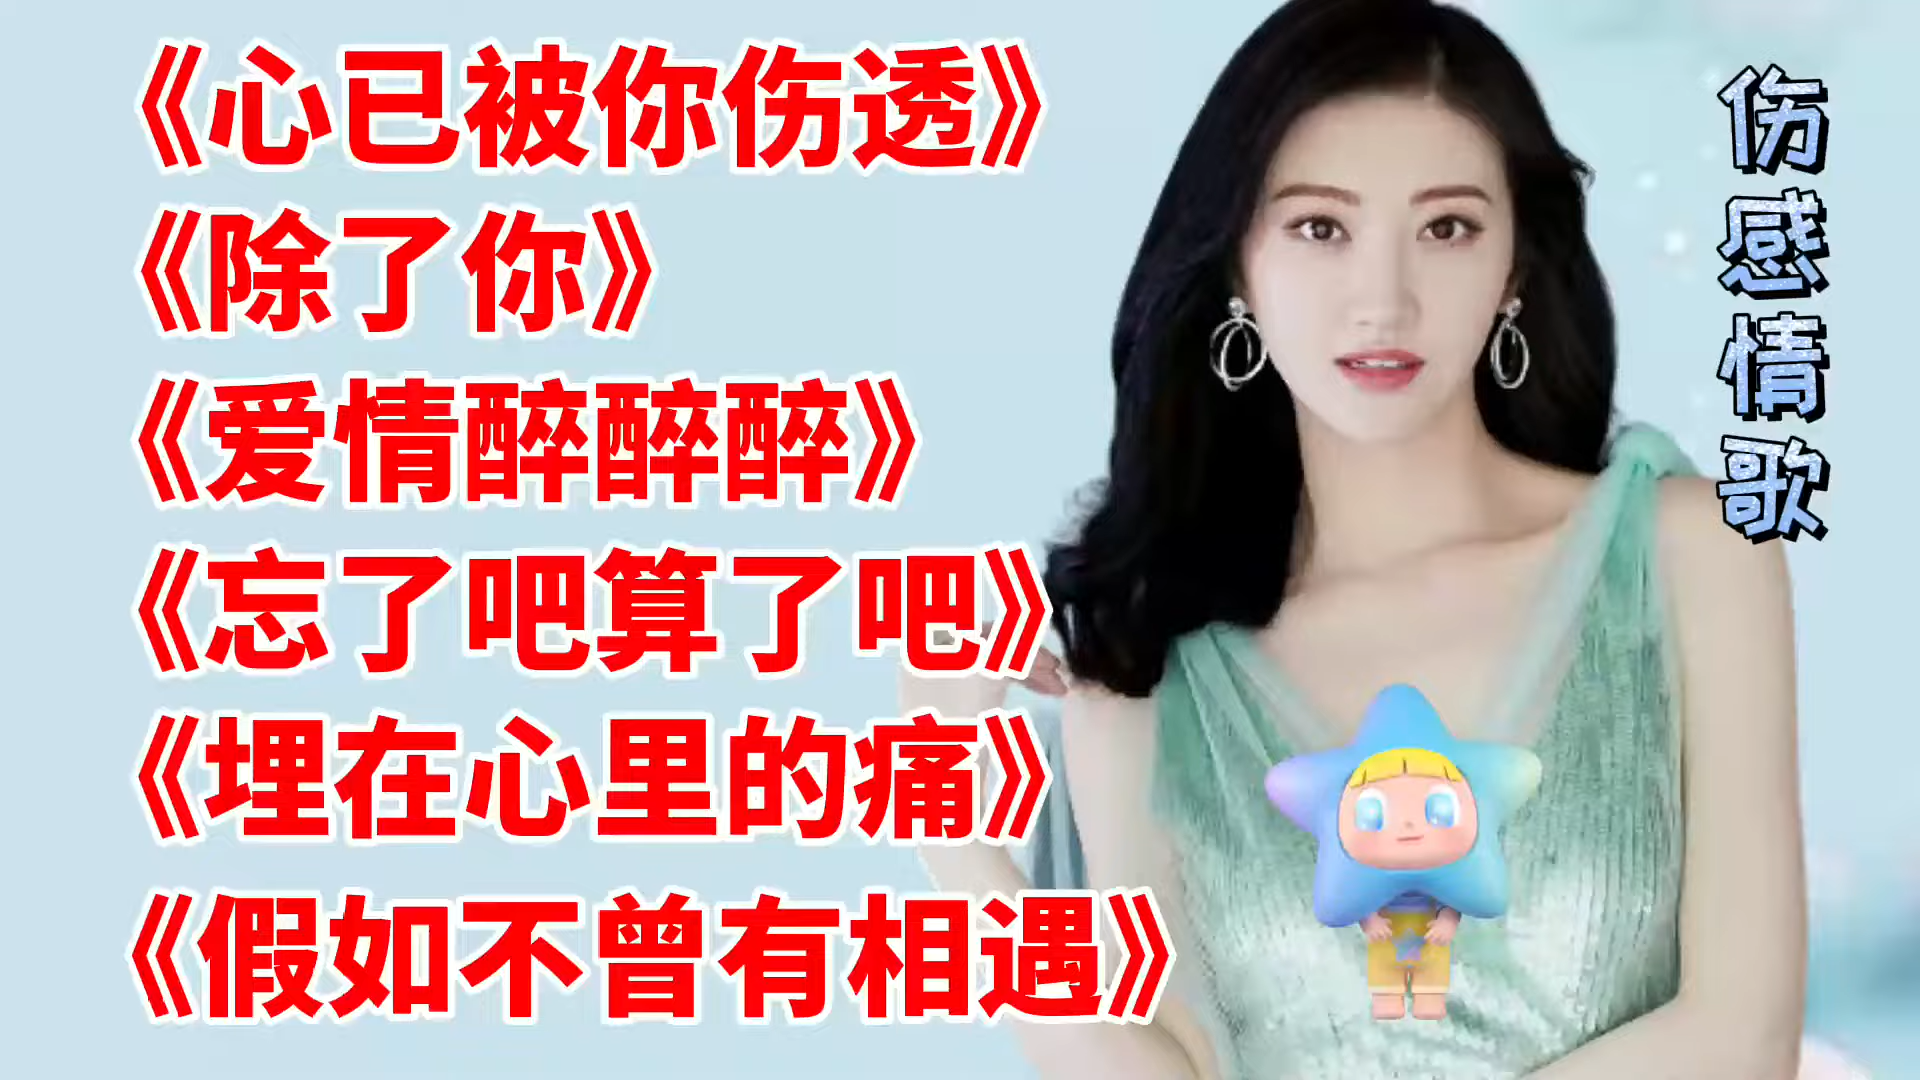 《心已被你伤透》
《除了你》
《爱情醉醉醉》
《忘了吧算了吧》
《埋在心里的痛》
《假如不曾有相遇》
伤感情歌